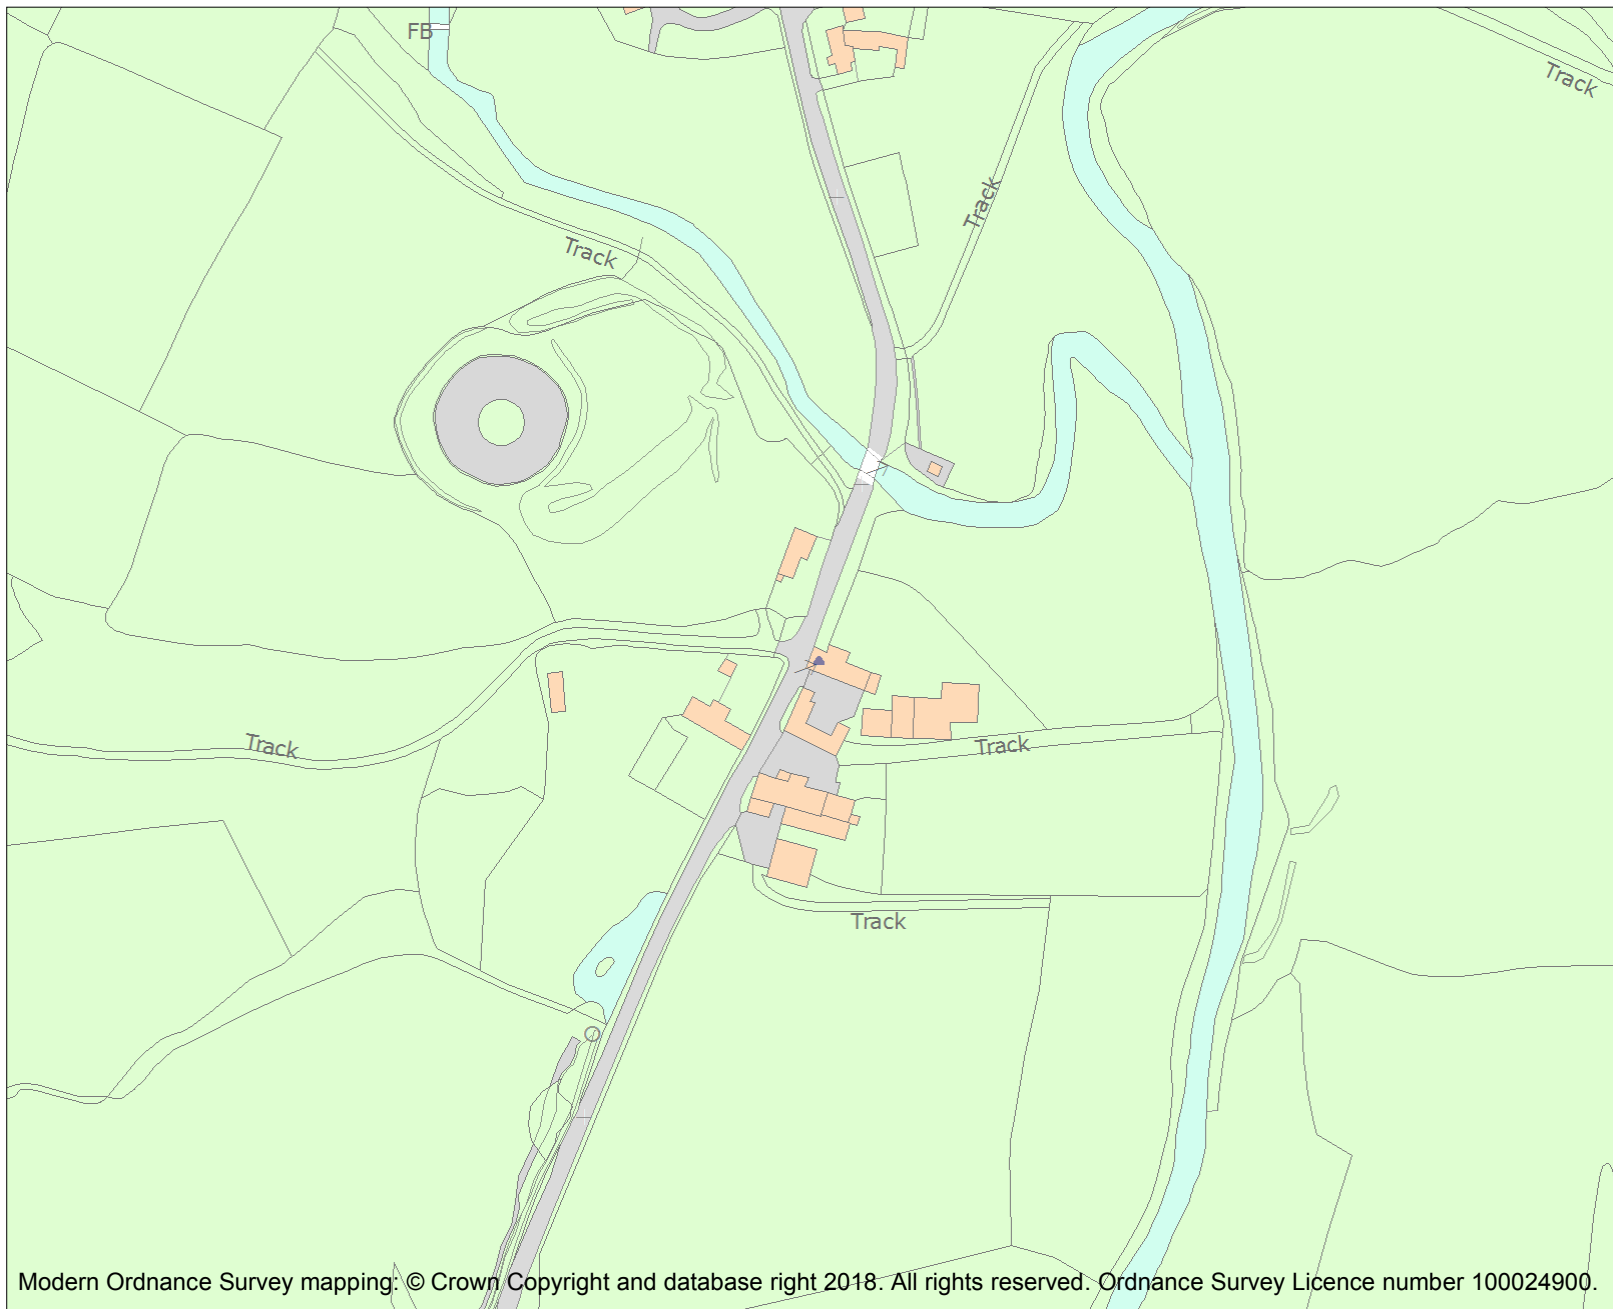 FB
Track
Track
Track
Track
Track
Track
Modern Ordnance Survey mapping: © Crown Copyright and database right 2018. All rights reserved. Ordnance Survey Licence number 100024900.